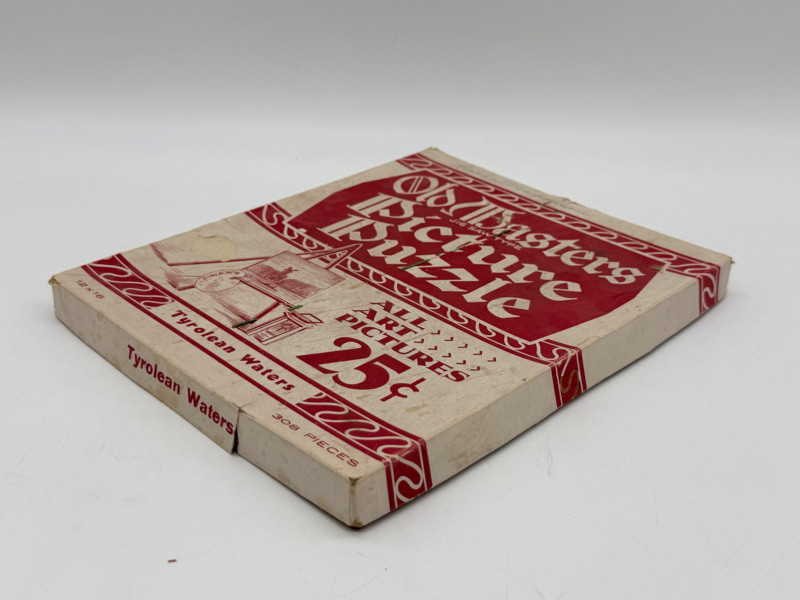 Old Masters
Picture
Puzzle
ALL
ART
PICTURES
25¢
12 x 16
Tyrolean Waters
308 PIECES
Tyrolean Waters